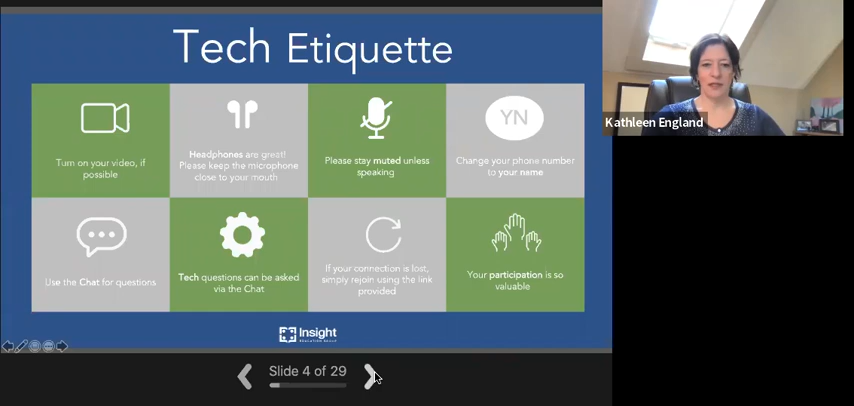 Tech Etiquette
Turn on your video, if
possible
Headphones are great!
Please keep the microphone
close to your mouth
Please stay muted unless
speaking
YN
Change your phone number
to your name
Use the Chat for questions
Tech questions can be asked
via the Chat
If your connection is lost,
simply rejoin using the link
provided
Your participation is so
valuable
Insight
EDUCATION GROUP
Slide 4 of 29
Kathleen England